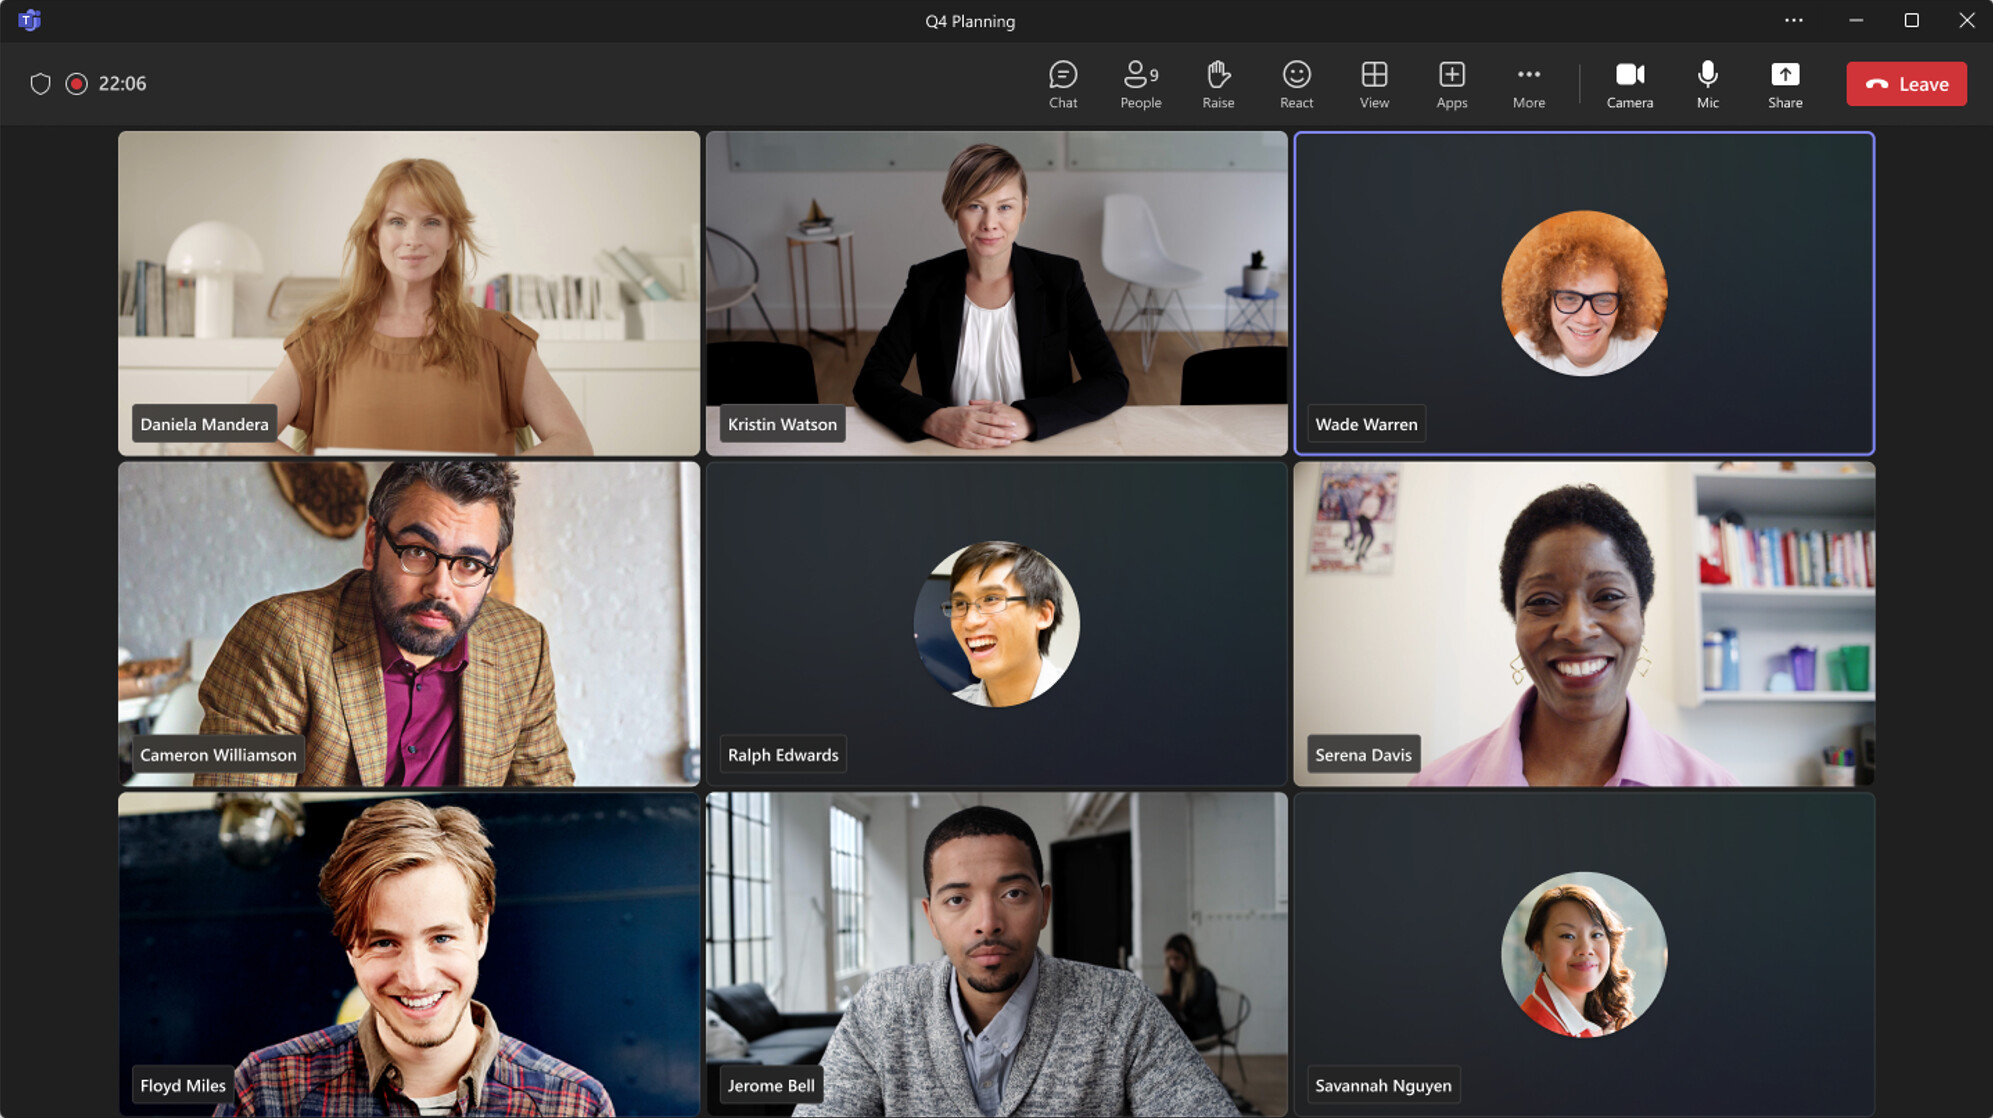 Q4 Planning
22:06
Chat
People
9
Raise
React
View
Apps
More
Camera
Mic
Share
Leave
Daniela Mandera
Kristin Watson
Wade Warren
Cameron Williamson
Ralph Edwards
Serena Davis
Floyd Miles
Jerome Bell
Savannah Nguyen